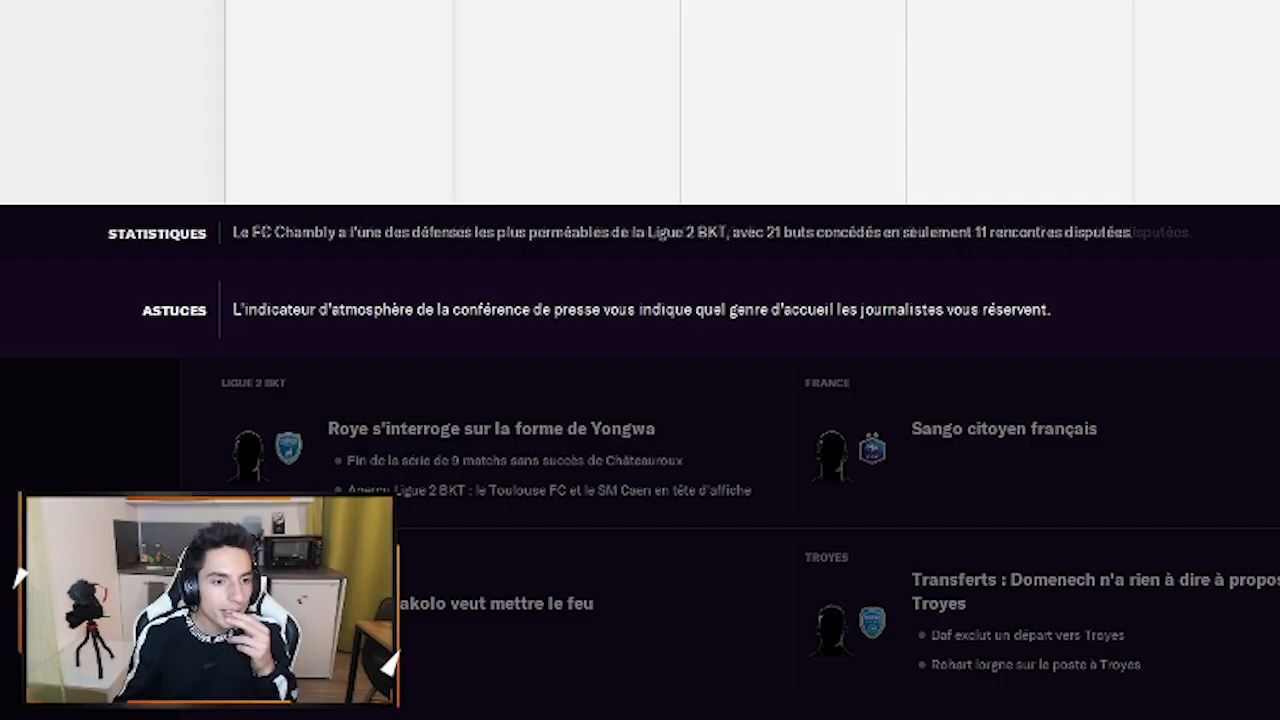 STATISTIQUES
Le FC Chambly a l'une des défenses les plus perméables de la Ligue 2 BKT, avec 21 buts concédés en seulement 11 rencontres disputées.
ASTUCES
L'indicateur d'atmosphère de la conférence de presse vous indique quel genre d'accueil les journalistes vous réservent.
LIGUE 2 BKT
Roye s'interroge sur la forme de Yongwa
Fin de la série de 9 matchs sans succès de Châteauroux
Aperçu Ligue 2 BKT : le Toulouse FC et le SM Caen en tête d'affiche
FRANCE
Sango citoyen français
akolo veut mettre le feu
TROYES
Transferts : Domenech n'a rien à dire à propos
Troyes
Daf exclut un départ vers Troyes
Rohart lorgne sur le poste à Troyes